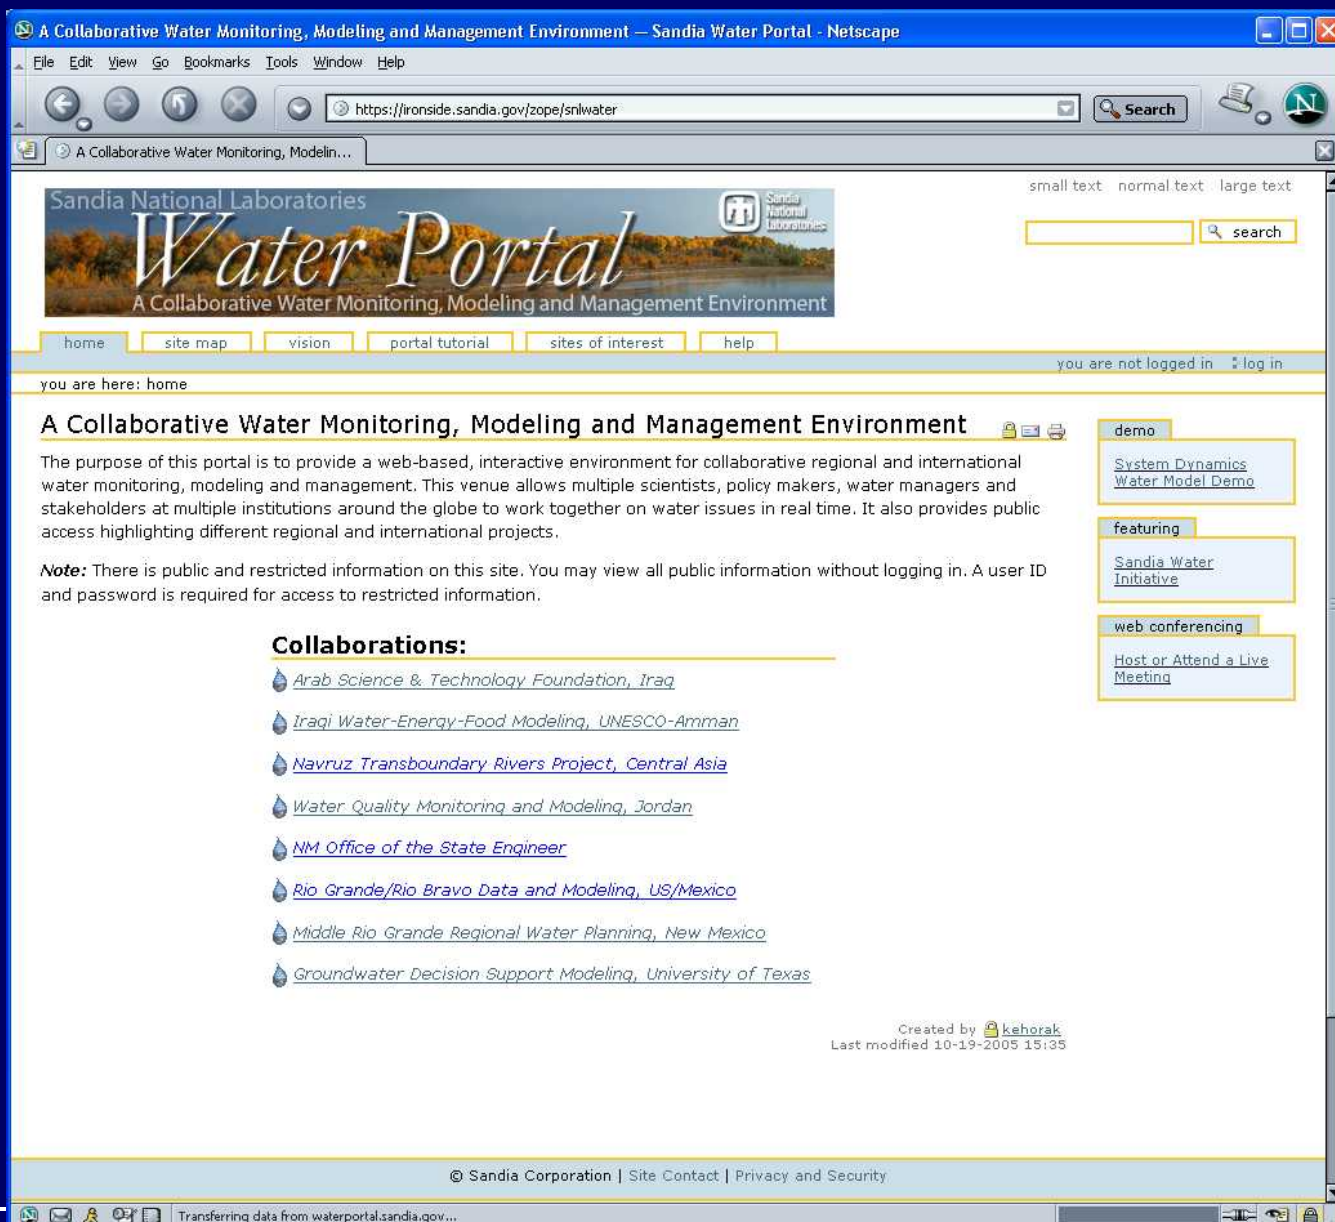 A Collaborative Water Monitoring, Modeling and Management Environment — Sandia Water Portal - Netscape
File Edit View Go Bookmarks Tools Window Help
https://ironside.sandia.gov/zope/snlwater
Search
N
A Collaborative Water Monitoring, Modelin...
small text normal text large text
Sandia National Laboratories
Sandia
National
Laboratories
Water Portal
A Collaborative Water Monitoring, Modeling and Management Environment
search
home site map vision portal tutorial sites of interest help
you are not logged in log in
you are here: home
A Collaborative Water Monitoring, Modeling and Management Environment
The purpose of this portal is to provide a web-based, interactive environment for collaborative regional and international
water monitoring, modeling and management. This venue allows multiple scientists, policy makers, water managers and
stakeholders at multiple institutions around the globe to work together on water issues in real time. It also provides public
access highlighting different regional and international projects.
Note: There is public and restricted information on this site. You may view all public information without logging in. A user ID
and password is required for access to restricted information.
Collaborations:
Arab Science & Technology Foundation, Iraq
Iraqi Water-Energy-Food Modeling, UNESCO-Amman
Navruz Transboundary Rivers Project, Central Asia
Water Quality Monitoring and Modeling, Jordan
NM Office of the State Engineer
Rio Grande/Rio Bravo Data and Modeling, US/Mexico
Middle Rio Grande Regional Water Planning, New Mexico
Groundwater Decision Support Modeling, University of Texas
Created by kehorak
Last modified 10-19-2005 15:35
demo
System Dynamics
Water Model Demo
featuring
Sandia Water
Initiative
web conferencing
Host or Attend a Live
Meeting
© Sandia Corporation | Site Contact | Privacy and Security
Transferring data from waterportal.sandia.gov...